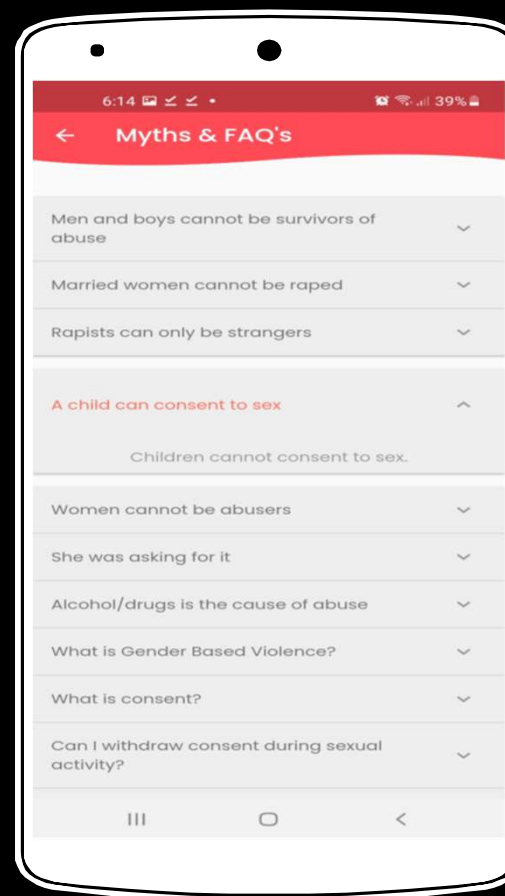 6:14
39%
Myths & FAQ's
Men and boys cannot be survivors of
abuse
Married women cannot be raped
Rapists can only be strangers
A child can consent to sex
Children cannot consent to sex.
Women cannot be abusers
She was asking for it
Alcohol/drugs is the cause of abuse
What is Gender Based Violence?
What is consent?
Can I withdraw consent during sexual
activity?